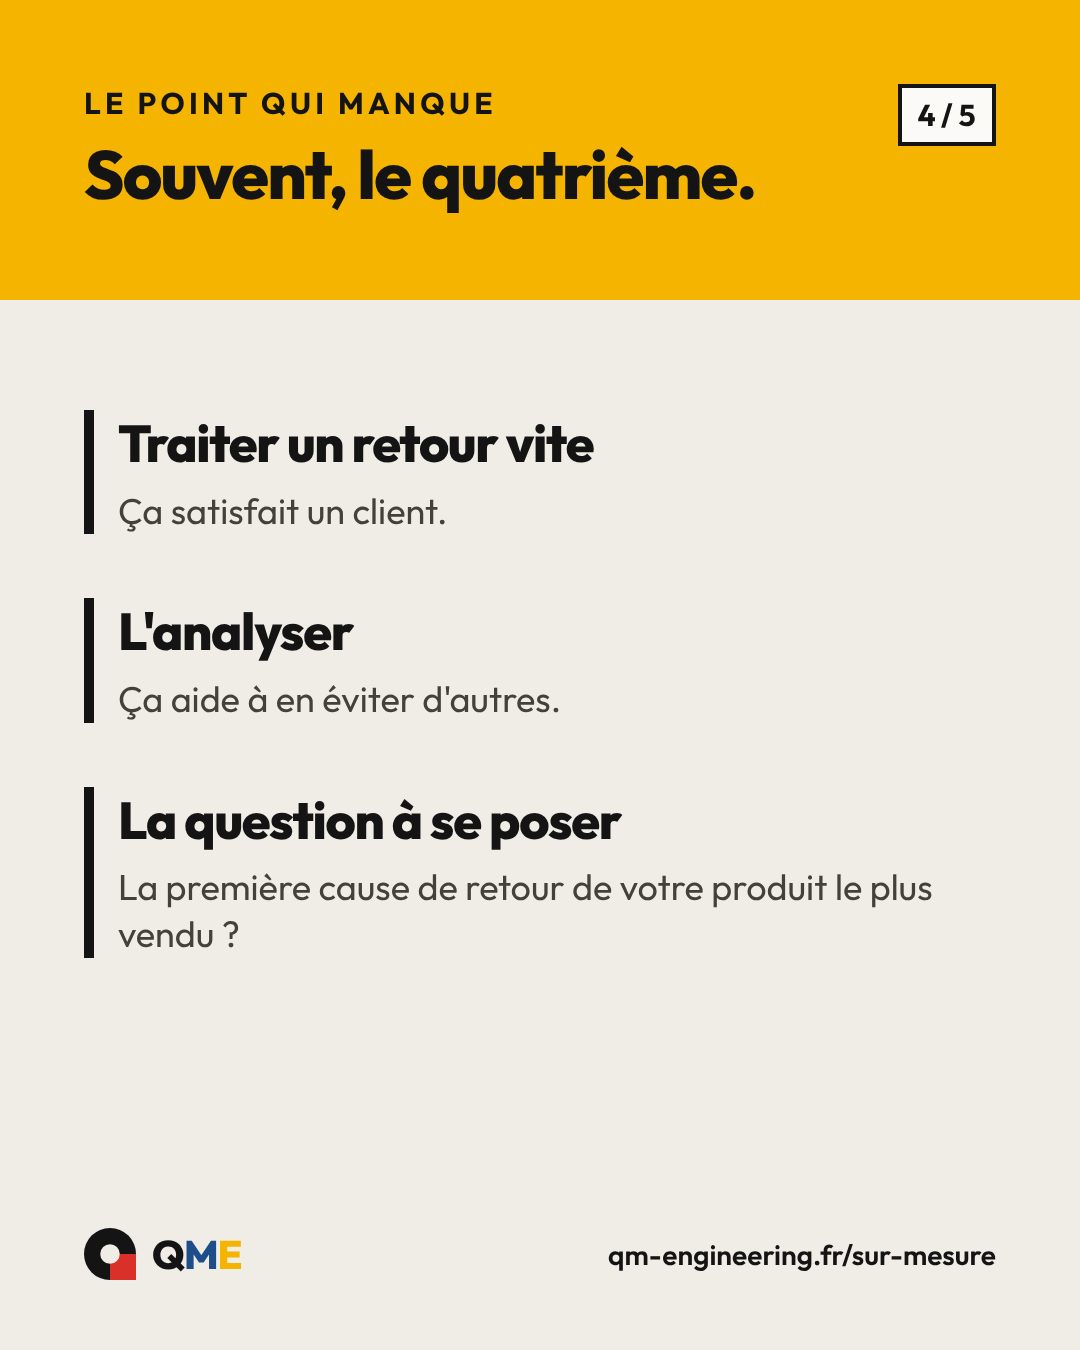 LE POINT QUI MANQUE
4/5
Souvent, le quatrième.
Traiter un retour vite
Ça satisfait un client.
L'analyser
Ça aide à en éviter d'autres.
La question à se poser
La première cause de retour de votre produit le plus
vendu ?
QME
qm-engineering.fr/sur-mesure